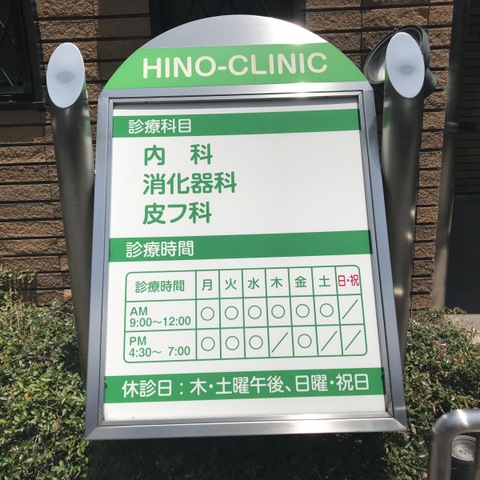 HINO-CLINIC
診療科目
内 科
消化器科
皮フ科
診療時間
診療時間 月 火 水 木 金 土 日・祝
AM 9:00〜12:00 ○ ○ ○ ○ ○ ○ ／
PM 4:30〜 7:00 ○ ○ ○ ／ ○ ／ ／
休診日：木・土曜午後、日曜・祝日